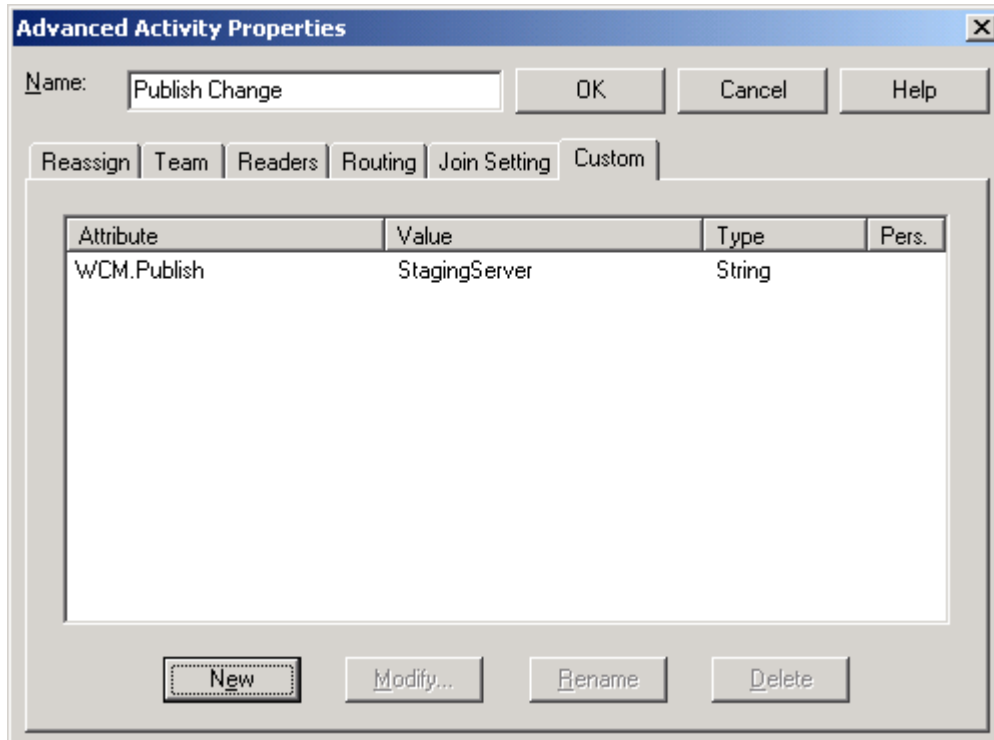 Advanced Activity Properties
Name: Publish Change OK Cancel Help
Reassign Team Readers Routing Join Setting Custom
Attribute Value Type Pers.
WCM.Publish StagingServer String
New Modify... Rename Delete